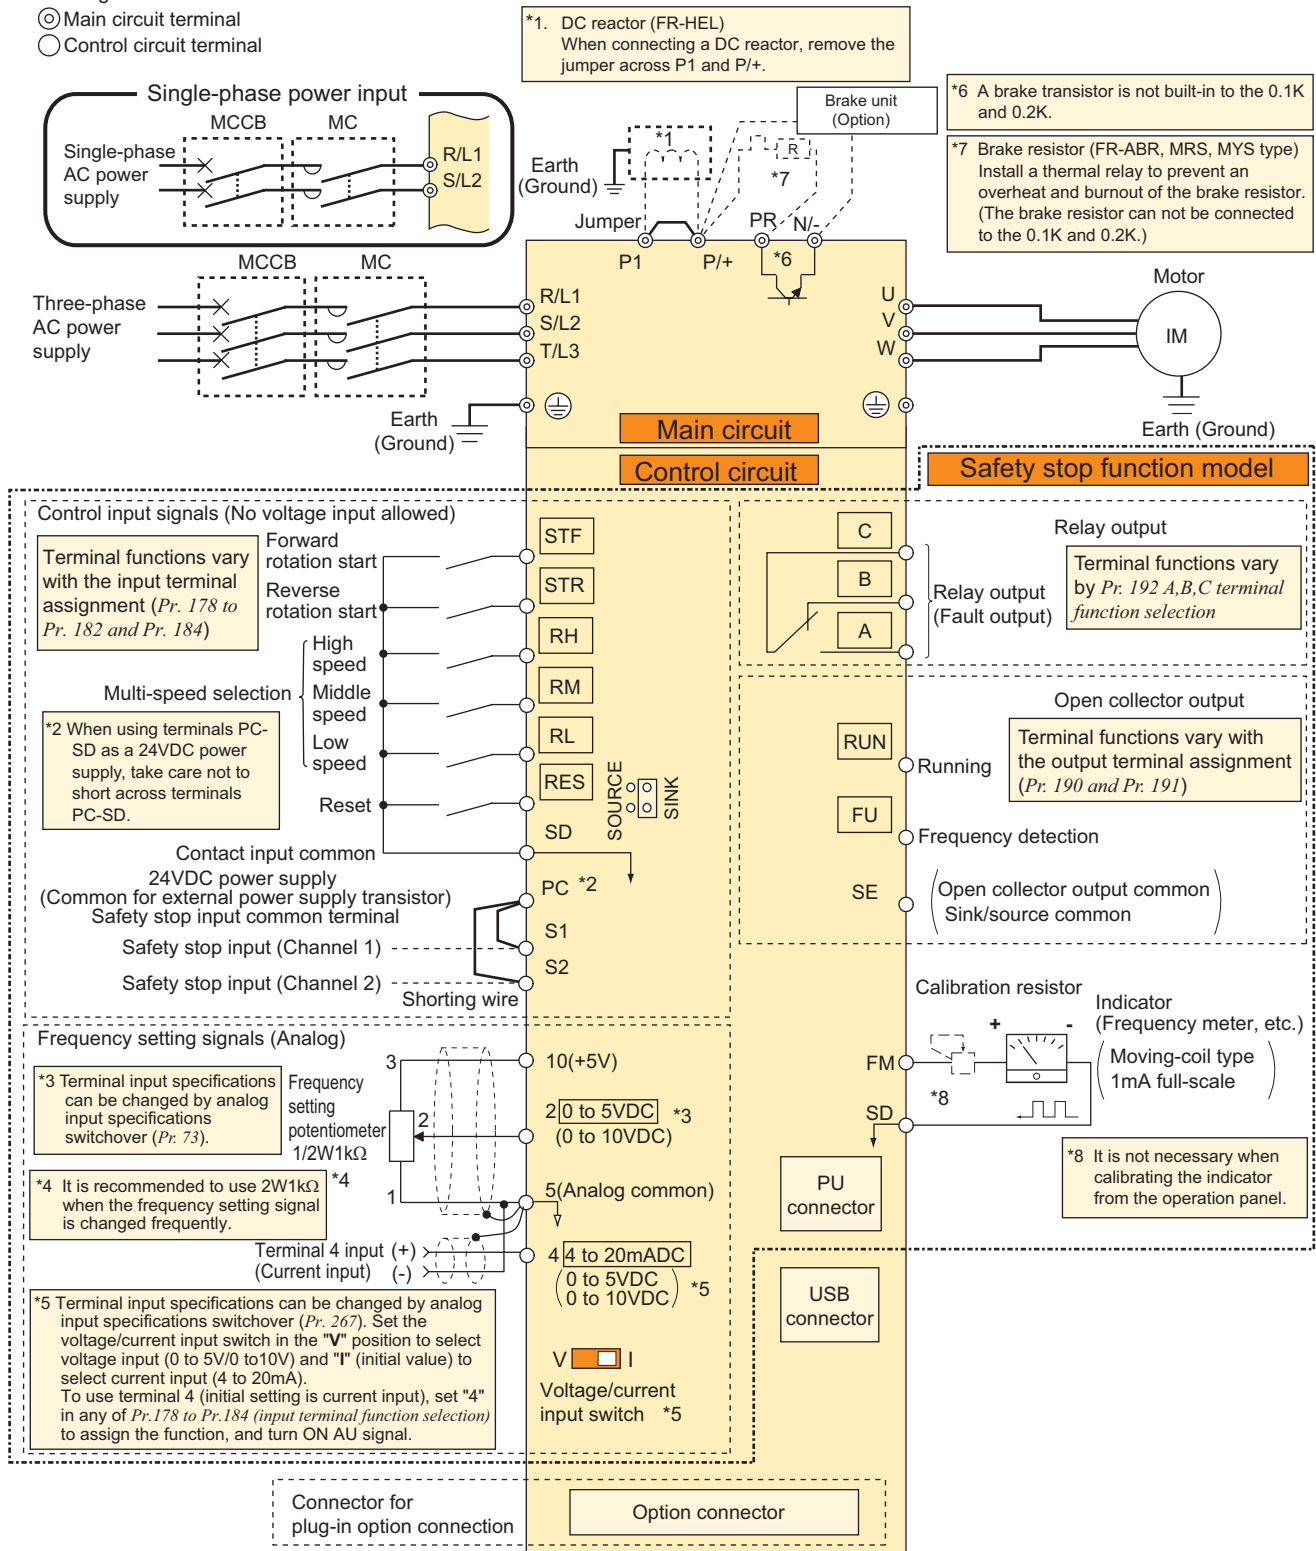 Main circuit terminal
Control circuit terminal
*1. DC reactor (FR-HEL)
When connecting a DC reactor, remove the
jumper across P1 and P/+.
Single-phase power input
MCCB
MC
Single-phase
AC power
supply
R/L1
S/L2
*1
Earth
(Ground)
Brake unit
(Option)
R
*7
*6 A brake transistor is not built-in to the 0.1K
and 0.2K.
*7 Brake resistor (FR-ABR, MRS, MYS type)
Install a thermal relay to prevent an
overheat and burnout of the brake resistor.
(The brake resistor can not be connected
to the 0.1K and 0.2K.)
Jumper
PR
N/-
P1
P/+
*6
MCCB
MC
Three-phase
AC power
supply
R/L1
S/L2
T/L3
U
V
W
Motor
IM
Earth
(Ground)
Earth (Ground)
Main circuit
Control circuit
Safety stop function model
Control input signals (No voltage input allowed)
Terminal functions vary
with the input terminal
assignment (Pr. 178 to
Pr. 182 and Pr. 184)
Forward
rotation start
Reverse
rotation start
High
speed
Multi-speed selection
Middle
speed
Low
speed
Reset
*2 When using terminals PC-
SD as a 24VDC power
supply, take care not to
short across terminals
PC-SD.
STF
STR
RH
RM
RL
RES
SD
SOURCE
SINK
Contact input common
24VDC power supply
(Common for external power supply transistor)
Safety stop input common terminal
PC *2
Safety stop input (Channel 1)
S1
Safety stop input (Channel 2)
S2
Shorting wire
C
B
A
Relay output
Relay output
(Fault output)
Terminal functions vary
by Pr. 192 A,B,C terminal
function selection
Open collector output
RUN
Running
Terminal functions vary with
the output terminal assignment
(Pr. 190 and Pr. 191)
FU
Frequency detection
SE
Open collector output common
Sink/source common
Frequency setting signals (Analog)
*3 Terminal input specifications
can be changed by analog
input specifications
switchover (Pr. 73).
Frequency
setting
potentiometer
1/2W1kΩ
*4
3
2
1
*4 It is recommended to use 2W1kΩ
when the frequency setting signal
is changed frequently.
10(+5V)
2 0 to 5VDC *3
(0 to 10VDC)
5(Analog common)
Terminal 4 input (+)
(Current input) (-)
4 4 to 20mADC
(0 to 5VDC
0 to 10VDC) *5
*5 Terminal input specifications can be changed by analog
input specifications switchover (Pr. 267). Set the
voltage/current input switch in the "V" position to select
voltage input (0 to 5V/0 to10V) and "I" (initial value) to
select current input (4 to 20mA).
To use terminal 4 (initial setting is current input), set "4"
in any of Pr.178 to Pr.184 (input terminal function selection)
to assign the function, and turn ON AU signal.
V
I
Voltage/current
input switch *5
Calibration resistor
Indicator
(Frequency meter, etc.)
+
-
Moving-coil type
1mA full-scale
FM
*8
SD
*8 It is not necessary when
calibrating the indicator
from the operation panel.
PU
connector
USB
connector
Connector for
plug-in option connection
Option connector